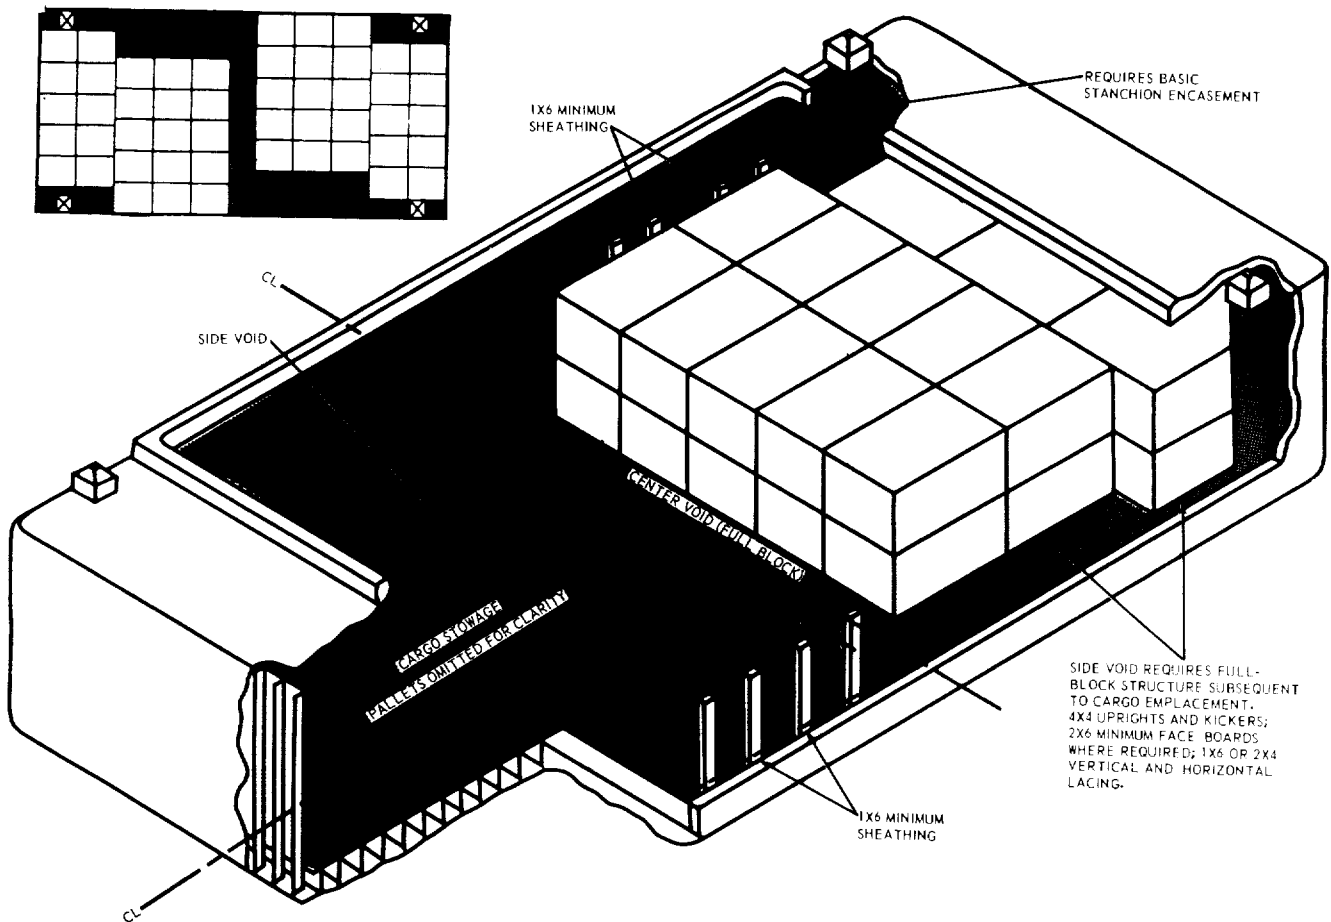 REQUIRES BASIC
STANCHION ENCASEMENT
1X6 MINIMUM
SHEATHING
CL
SIDE VOID
CENTER VOID (FULL BLOCK)
CARGO STOWAGE
PALLETS OMITTED FOR CLARITY
SIDE VOID REQUIRES FULL-
BLOCK STRUCTURE SUBSEQUENT
TO CARGO EMPLACEMENT.
4X4 UPRIGHTS AND KICKERS;
2X6 MINIMUM FACE BOARDS
WHERE REQUIRED; 1X6 OR 2X4
VERTICAL AND HORIZONTAL
LACING.
1X6 MINIMUM
SHEATHING
CL